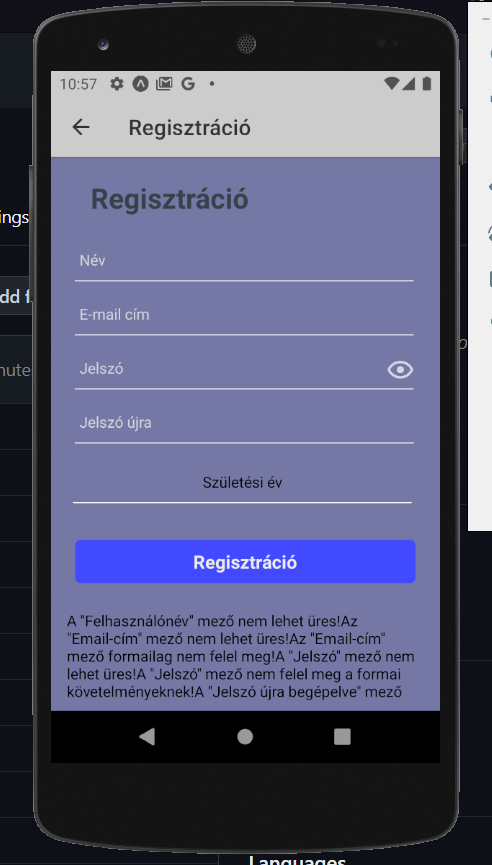 ings
dd f
nute
10:57
Regisztráció
Regisztráció
Név
E-mail cím
Jelszó
Jelszó újra
Születési év
Regisztráció
A "Felhasználónév" mező nem lehet üres!Az
"Email-cím" mező nem lehet üres!Az "Email-cím"
mező formailag nem felel meg!A "Jelszó" mező nem
lehet üres!A "Jelszó" mező nem felel meg a formai
követelményeknek!A "Jelszó újra begépelve" mező
Languages